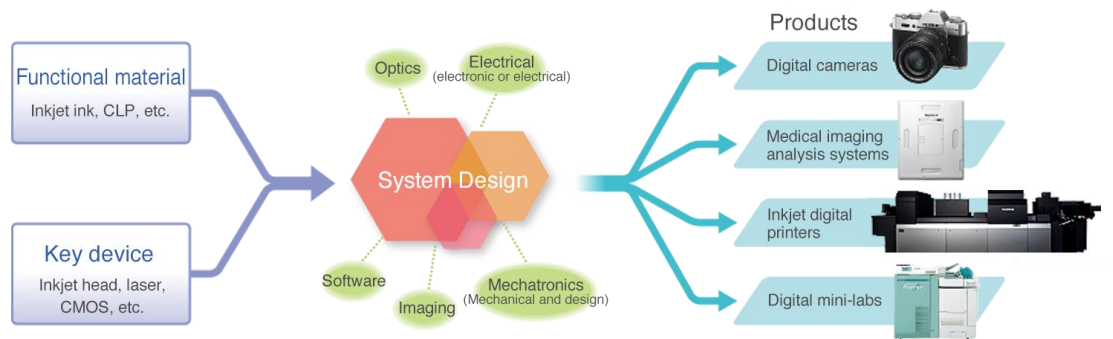 Functional material
Inkjet ink, CLP, etc.
Key device
Inkjet head, laser,
CMOS, etc.
Optics
Electrical
(electronic or electrical)
System Design
Software
Imaging
Mechatronics
(Mechanical and design)
Products
Digital cameras
Medical imaging
analysis systems
Inkjet digital
printers
Digital mini-labs